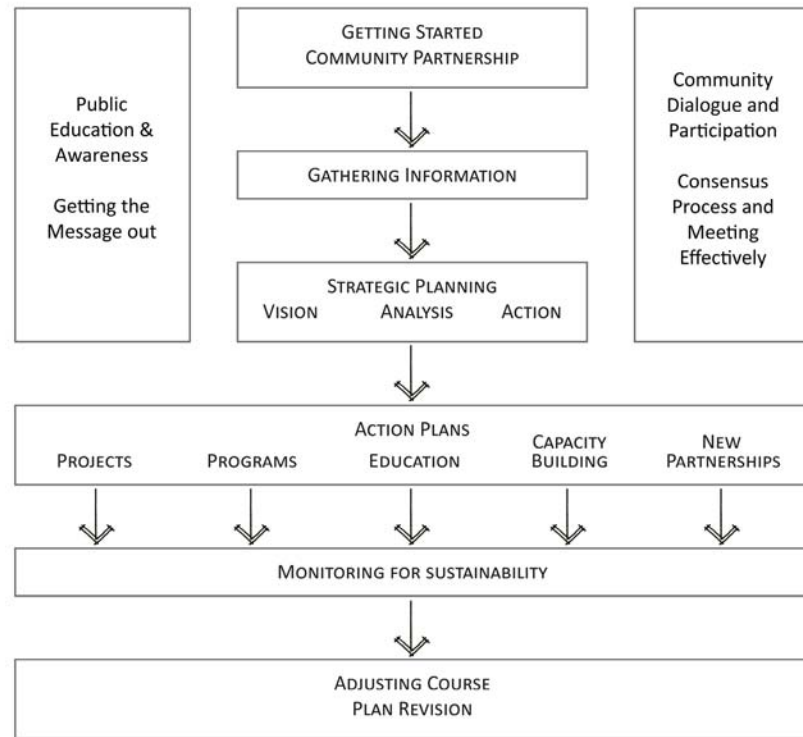 GETTING STARTED
COMMUNITY PARTNERSHIP
Public
Education &
Awareness
Getting the
Message out
Community
Dialogue and
Participation
Consensus
Process and
Meeting
Effectively
GATHERING INFORMATION
STRATEGIC PLANNING
VISION ANALYSIS ACTION
ACTION PLANS
PROJECTS PROGRAMS EDUCATION CAPACITY BUILDING NEW PARTNERSHIPS
MONITORING FOR SUSTAINABILITY
ADJUSTING COURSE
PLAN REVISION